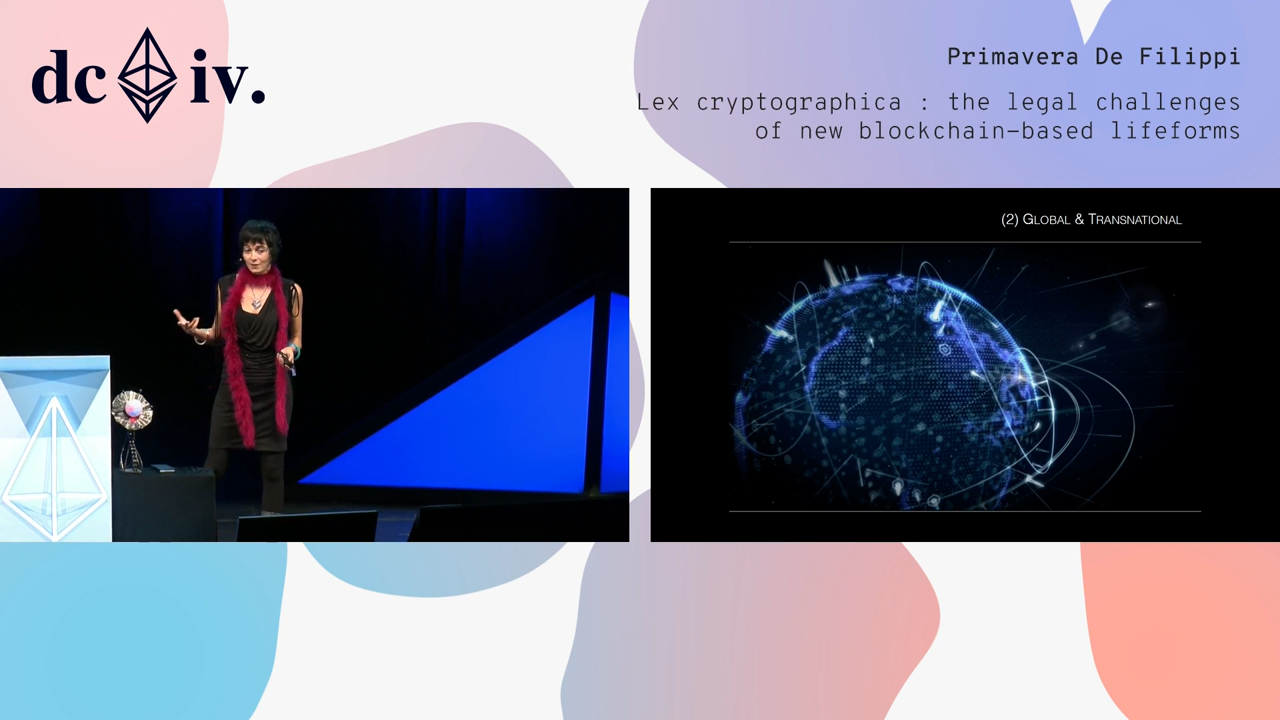 dc iv.
Primavera De Filippi
Lex cryptographica : the legal challenges
of new blockchain-based lifeforms
(2) GLOBAL & TRANSNATIONAL